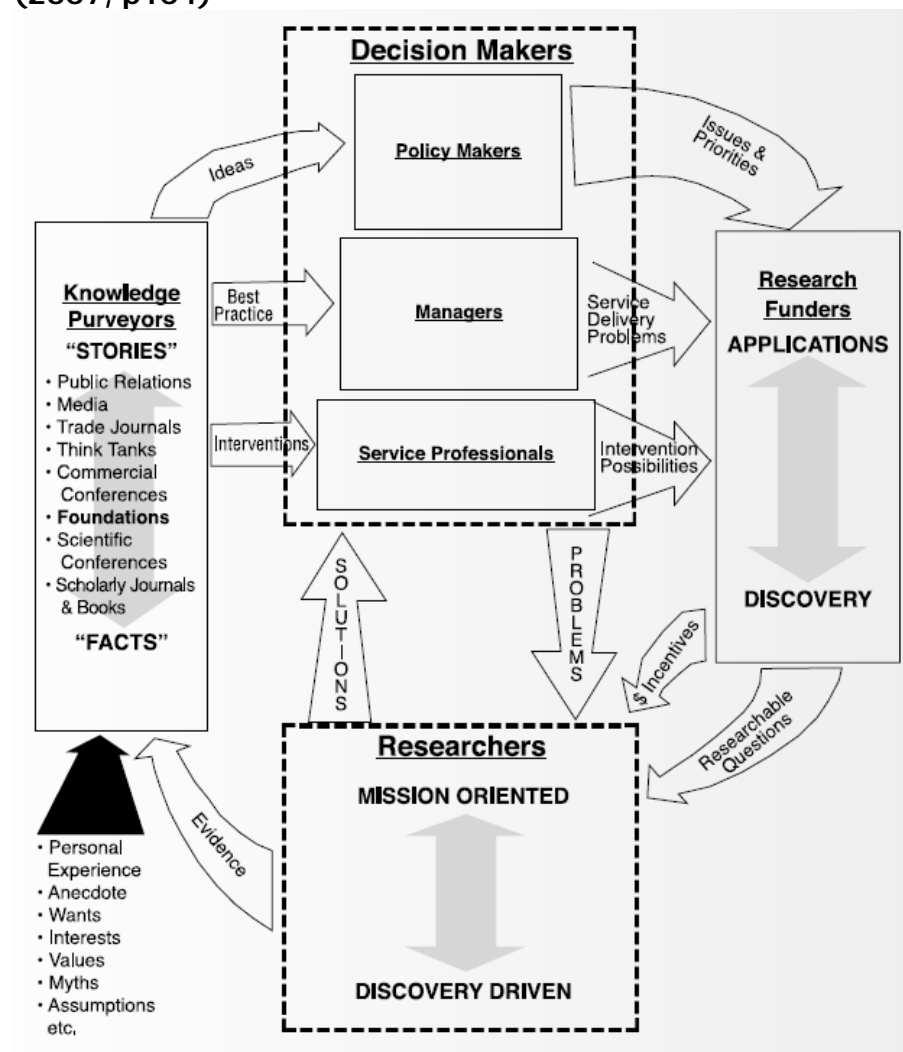 (2007, p184)
Decision Makers
Policy Makers
Ideas
Issues &
Priorities
Knowledge
Purveyors
"STORIES"
• Public Relations
• Media
• Trade Journals
• Think Tanks
• Commercial
Conferences
• Foundations
• Scientific
Conferences
• Scholarly Journals
& Books
"FACTS"
Best
Practice
Managers
Service
Delivery
Problems
Interventions
Service Professionals
Intervention
Possibilities
Research
Funders
APPLICATIONS
DISCOVERY
SOLUTIONS
PROBLEMS
$ Incentives
Researchable
Questions
Researchers
MISSION ORIENTED
DISCOVERY DRIVEN
Evidence
• Personal
Experience
• Anecdote
• Wants
• Interests
• Values
• Myths
• Assumptions
etc.